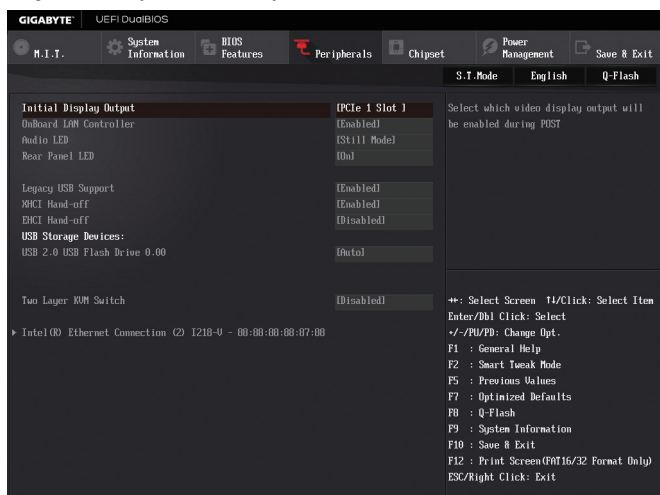 GIGABYTE™ UEFI DualBIOS
M.I.T.
System Information
BIOS Features
Peripherals
Chipset
Power Management
Save & Exit
S.T.Mode English Q-Flash
Initial Display Output [PCIe 1 Slot ]
OnBoard LAN Controller [Enabled]
Audio LED [Still Mode]
Rear Panel LED [On]
Legacy USB Support [Enabled]
XHCI Hand-off [Enabled]
EHCI Hand-off [Disabled]
USB Storage Devices:
USB 2.0 USB Flash Drive 0.00 [Auto]
Two Layer KVM Switch [Disabled]
Intel(R) Ethernet Connection (2) I218-V - 88:88:88:88:87:88
Select which video display output will
be enabled during POST
→←: Select Screen ↑↓/Click: Select Item
Enter/Dbl Click: Select
+/-/PU/PD: Change Opt.
F1 : General Help
F2 : Smart Tweak Mode
F5 : Previous Values
F7 : Optimized Defaults
F8 : Q-Flash
F9 : System Information
F10 : Save & Exit
F12 : Print Screen(FAT16/32 Format Only)
ESC/Right Click: Exit